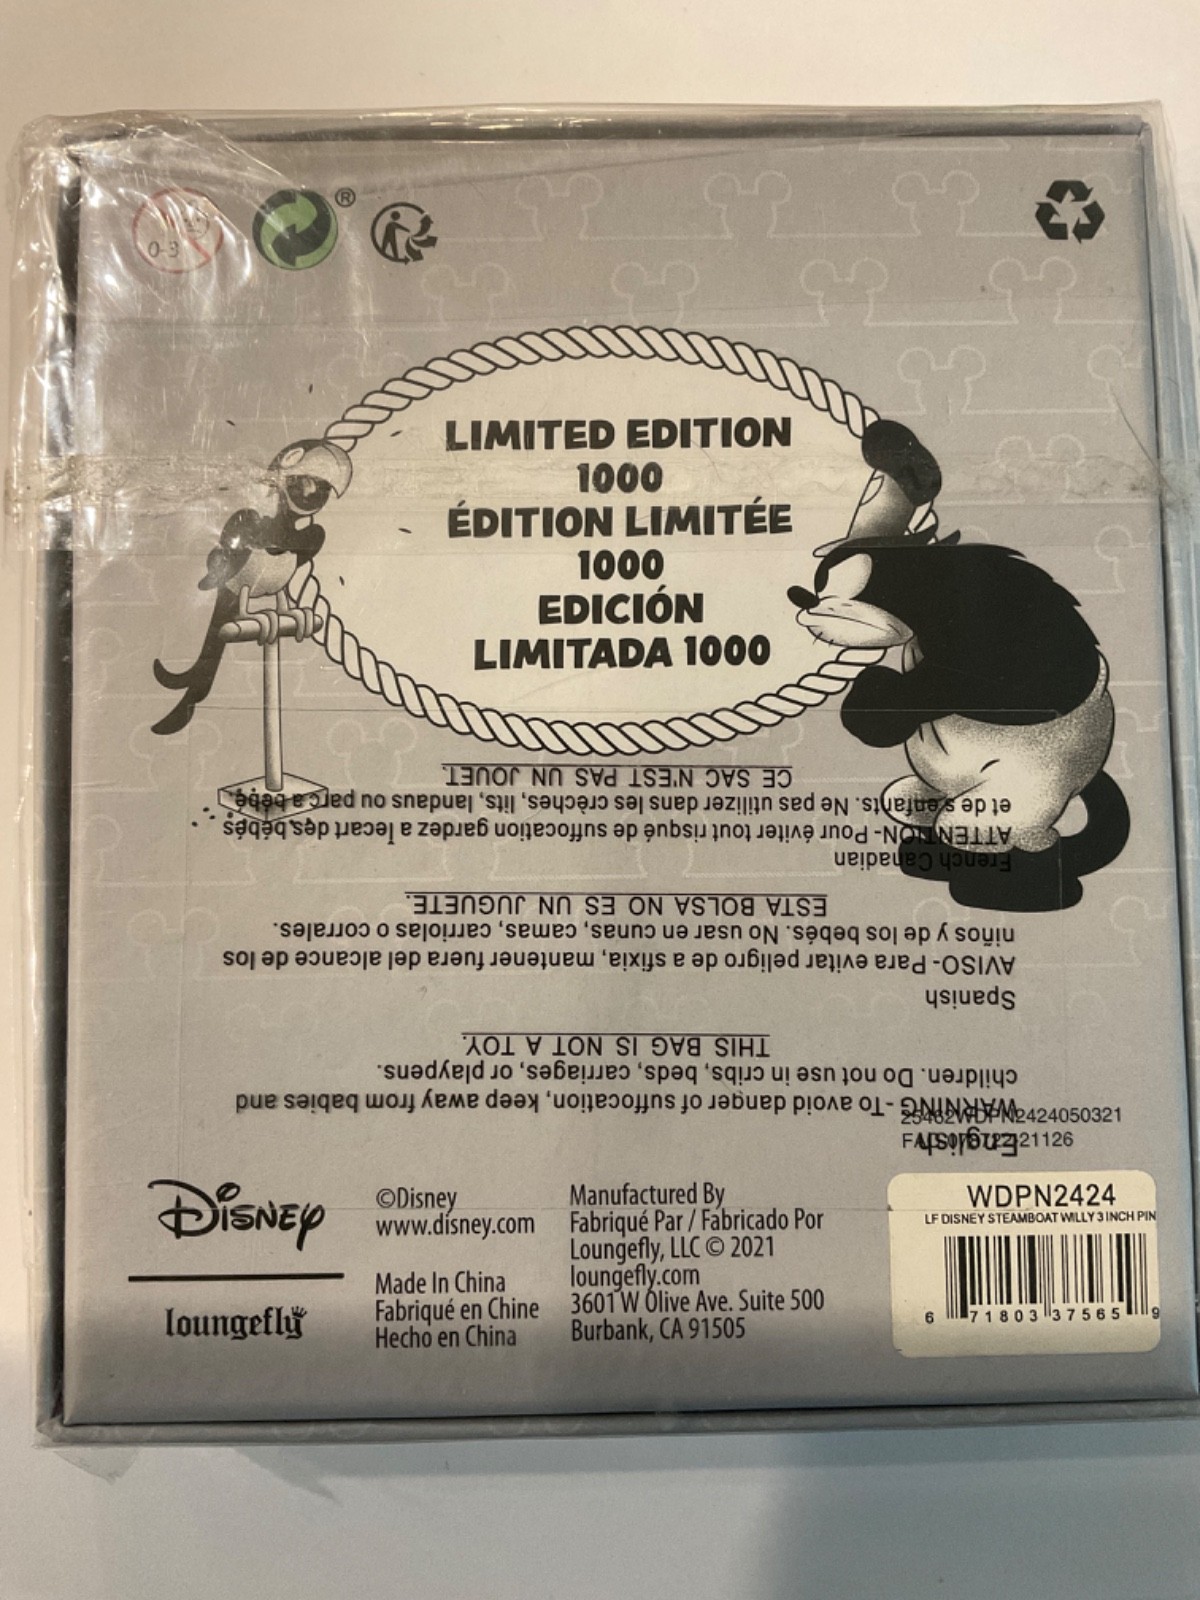 0-3
®
LIMITED EDITION
1000
ÉDITION LIMITÉE
1000
EDICIÓN
LIMITADA 1000
English
WARNING - To avoid danger of suffocation, keep away from babies and
children. Do not use in cribs, beds, carriages, or playpens.
THIS BAG IS NOT A TOY.
Spanish
AVISO- Para evitar peligro de a sfixia, mantener fuera del alcance de los
niños y de los bebés. No usar en cunas, camas, carriolas o corrales.
ESTA BOLSA NO ES UN JUGUETE.
French Canadian
ATTENTION- Pour éviter tout risqué de suffocation gardez a lecart des bébés
et de s enfants. Ne pas utilizer dans les crèches, lits, landaus ou parc a bébé.
CE SAC N'EST PAS UN JOUET.
25462WDPN2424050321
21126
DISNEY
loungefly
©Disney
www.disney.com
Made In China
Fabriqué en Chine
Hecho en China
Manufactured By
Fabriqué Par / Fabricado Por
Loungefly, LLC © 2021
loungefly.com
3601 W Olive Ave. Suite 500
Burbank, CA 91505
WDPN2424
LF DISNEY STEAMBOAT WILLY 3 INCH PIN
6 71803 37565 9